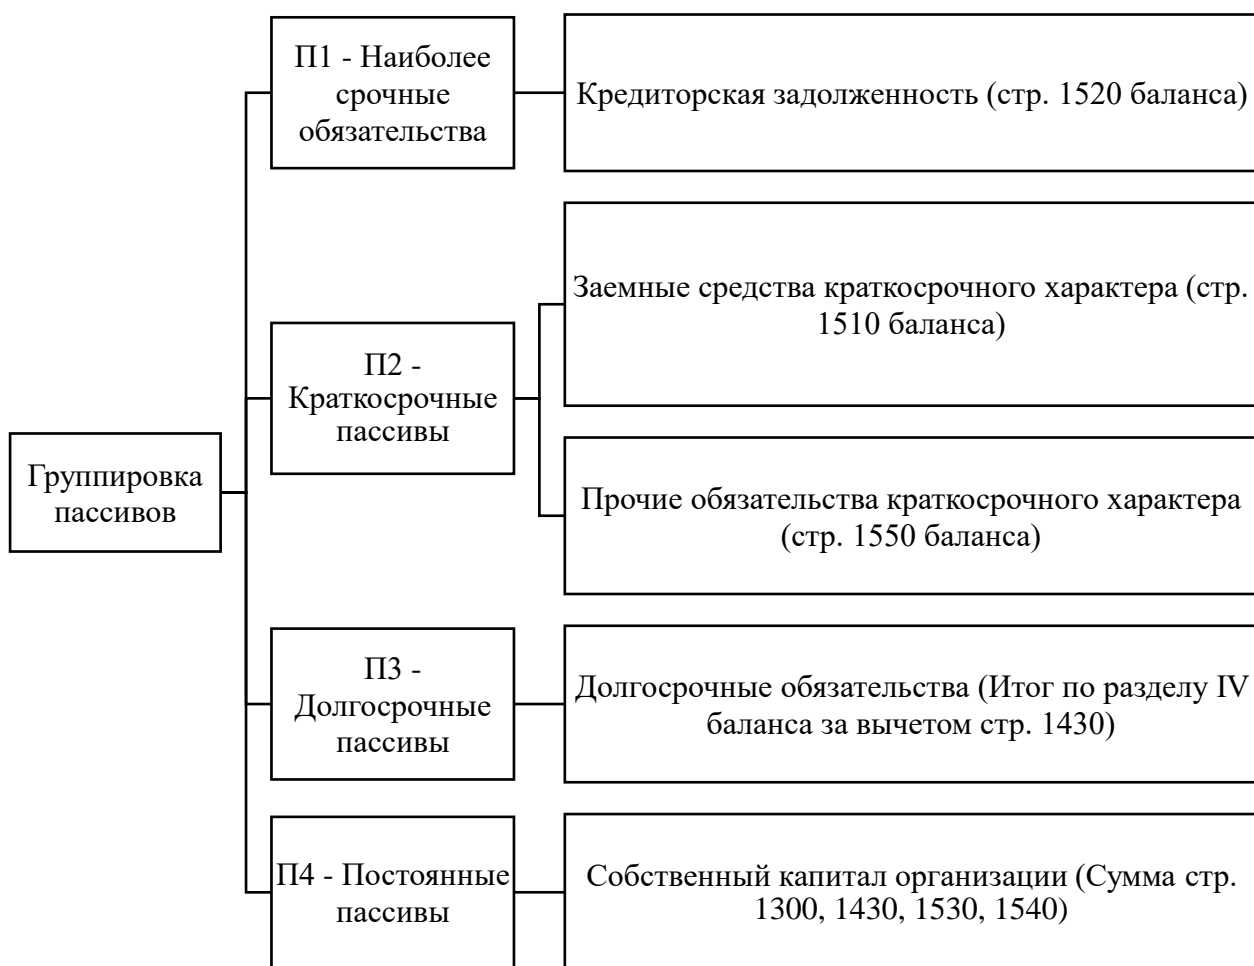 Группировка
пассивов
П1 - Наиболее
срочные
обязательства
Кредиторская задолженность (стр. 1520 баланса)
П2 -
Краткосрочные
пассивы
Заемные средства краткосрочного характера (стр.
1510 баланса)
Прочие обязательства краткосрочного характера
(стр. 1550 баланса)
П3 -
Долгосрочные
пассивы
Долгосрочные обязательства (Итог по разделу IV
баланса за вычетом стр. 1430)
П4 - Постоянные
пассивы
Собственный капитал организации (Сумма стр.
1300, 1430, 1530, 1540)